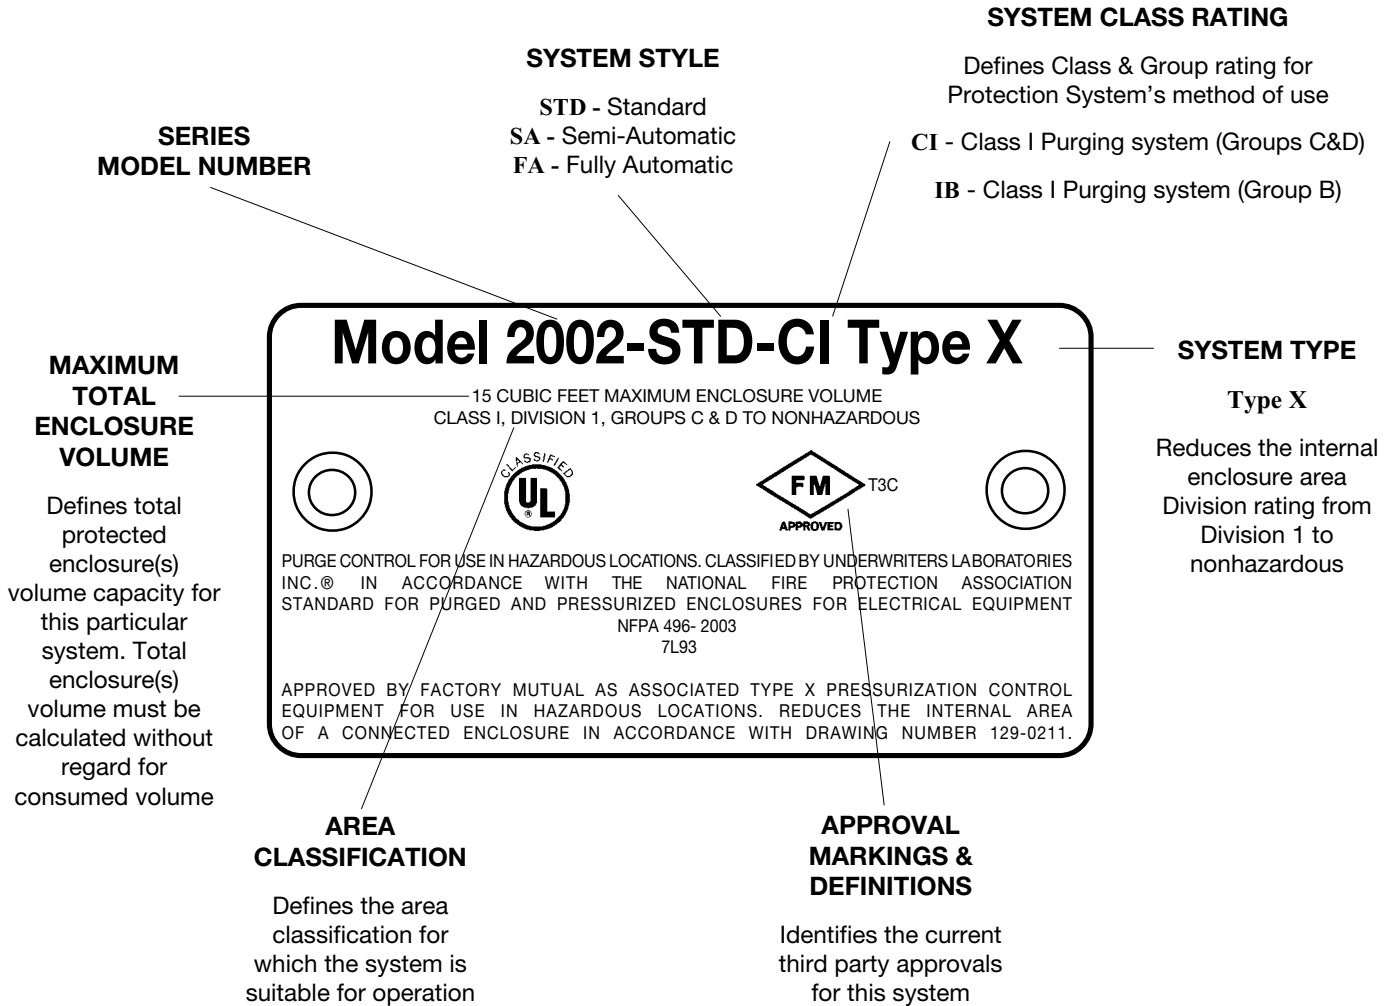 SYSTEM CLASS RATING
Defines Class & Group rating for
Protection System's method of use
CI - Class I Purging system (Groups C&D)
IB - Class I Purging system (Group B)
SYSTEM STYLE
STD - Standard
SA - Semi-Automatic
FA - Fully Automatic
SERIES
MODEL NUMBER
Model 2002-STD-CI Type X
15 CUBIC FEET MAXIMUM ENCLOSURE VOLUME
CLASS I, DIVISION 1, GROUPS C & D TO NONHAZARDOUS
CLASSIFIED
UL
®
FM
T3C
APPROVED
PURGE CONTROL FOR USE IN HAZARDOUS LOCATIONS. CLASSIFIED BY UNDERWRITERS LABORATORIES
INC.® IN ACCORDANCE WITH THE NATIONAL FIRE PROTECTION ASSOCIATION
STANDARD FOR PURGED AND PRESSURIZED ENCLOSURES FOR ELECTRICAL EQUIPMENT
NFPA 496- 2003
7L93
APPROVED BY FACTORY MUTUAL AS ASSOCIATED TYPE X PRESSURIZATION CONTROL
EQUIPMENT FOR USE IN HAZARDOUS LOCATIONS. REDUCES THE INTERNAL AREA
OF A CONNECTED ENCLOSURE IN ACCORDANCE WITH DRAWING NUMBER 129-0211.
MAXIMUM
TOTAL
ENCLOSURE
VOLUME
Defines total
protected
enclosure(s)
volume capacity for
this particular
system. Total
enclosure(s)
volume must be
calculated without
regard for
consumed volume
SYSTEM TYPE
Type X
Reduces the internal
enclosure area
Division rating from
Division 1 to
nonhazardous
AREA
CLASSIFICATION
Defines the area
classification for
which the system is
suitable for operation
APPROVAL
MARKINGS &
DEFINITIONS
Identifies the current
third party approvals
for this system